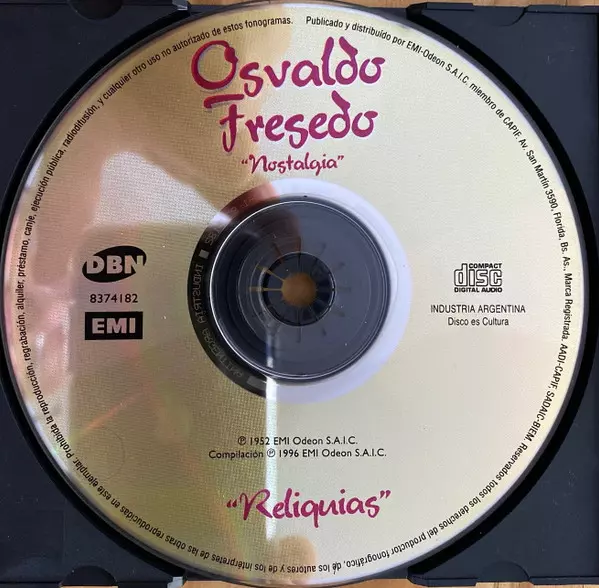 Osvaldo
Fresedo
"Nostalgia"
DBN
8374182
EMI
COMPACT
disc
DIGITAL AUDIO
INDUSTRIA ARGENTINA
Disco es Cultura
℗ 1952 EMI Odeon S.A.I.C.
Compilación ℗ 1996 EMI Odeon S.A.I.C.
"Reliquias"
Publicado y distribuído por EMI-Odeon S.A.I.C. miembro de CAPIF. Av. San Martín 3590, Florida, Bs. As., Marca Registrada. AADI-CAPIF. SADAIC-BIEM. Reservados todos los derechos del productor fonográfico, de los autores y de los intérpretes de las obras reproducidas en este ejemplar. Prohibida la reproducción, regrabación, alquiler, préstamo, canje, ejecución pública, radiodifusión, y cualquier otro uso no autorizado de estos fonogramas.
INDUSTRIA ARGENTINA